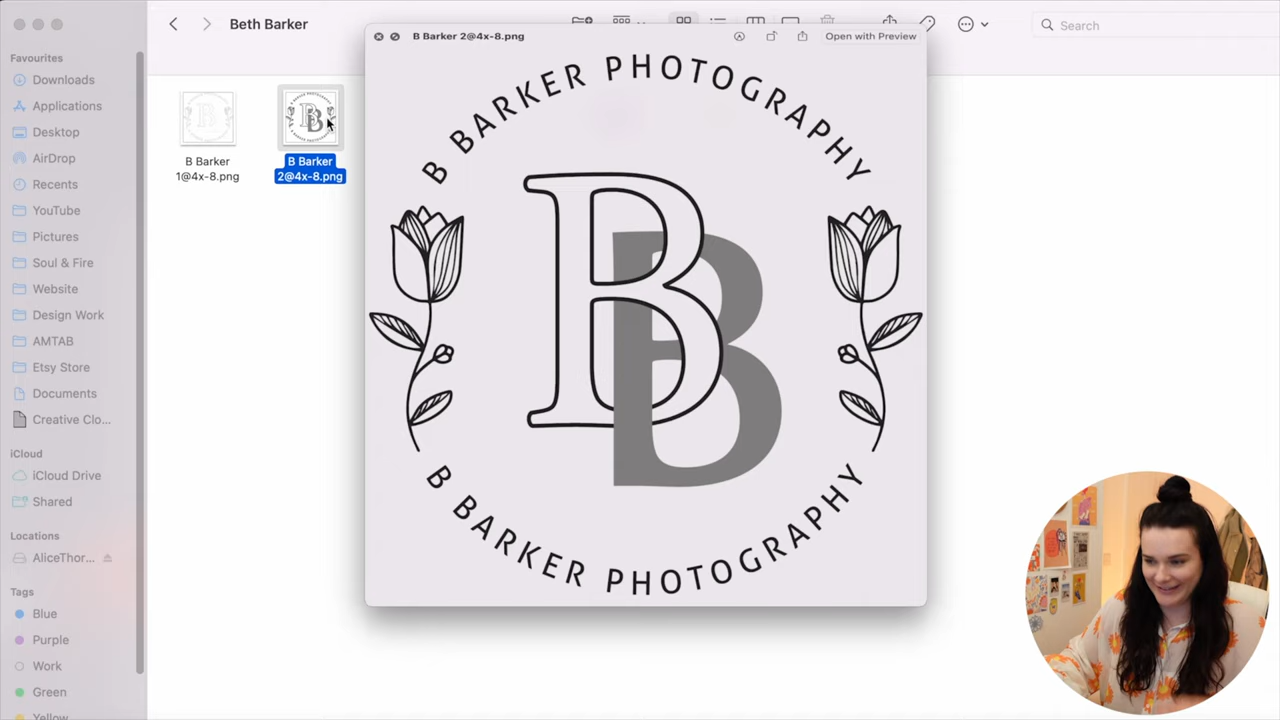 Beth Barker
Search
B Barker 2@4x-8.png
Open with Preview
Favourites
Downloads
Applications
Desktop
AirDrop
Recents
YouTube
Pictures
Soul & Fire
Website
Design Work
AMTAB
Etsy Store
Documents
Creative Clo...
iCloud
iCloud Drive
Shared
Locations
AliceThor...
Tags
Blue
Purple
Work
Green
Yellow
B Barker
1@4x-8.png
B Barker
2@4x-8.png
B BARKER PHOTOGRAPHY
B
B
B BARKER PHOTOGRAPHY